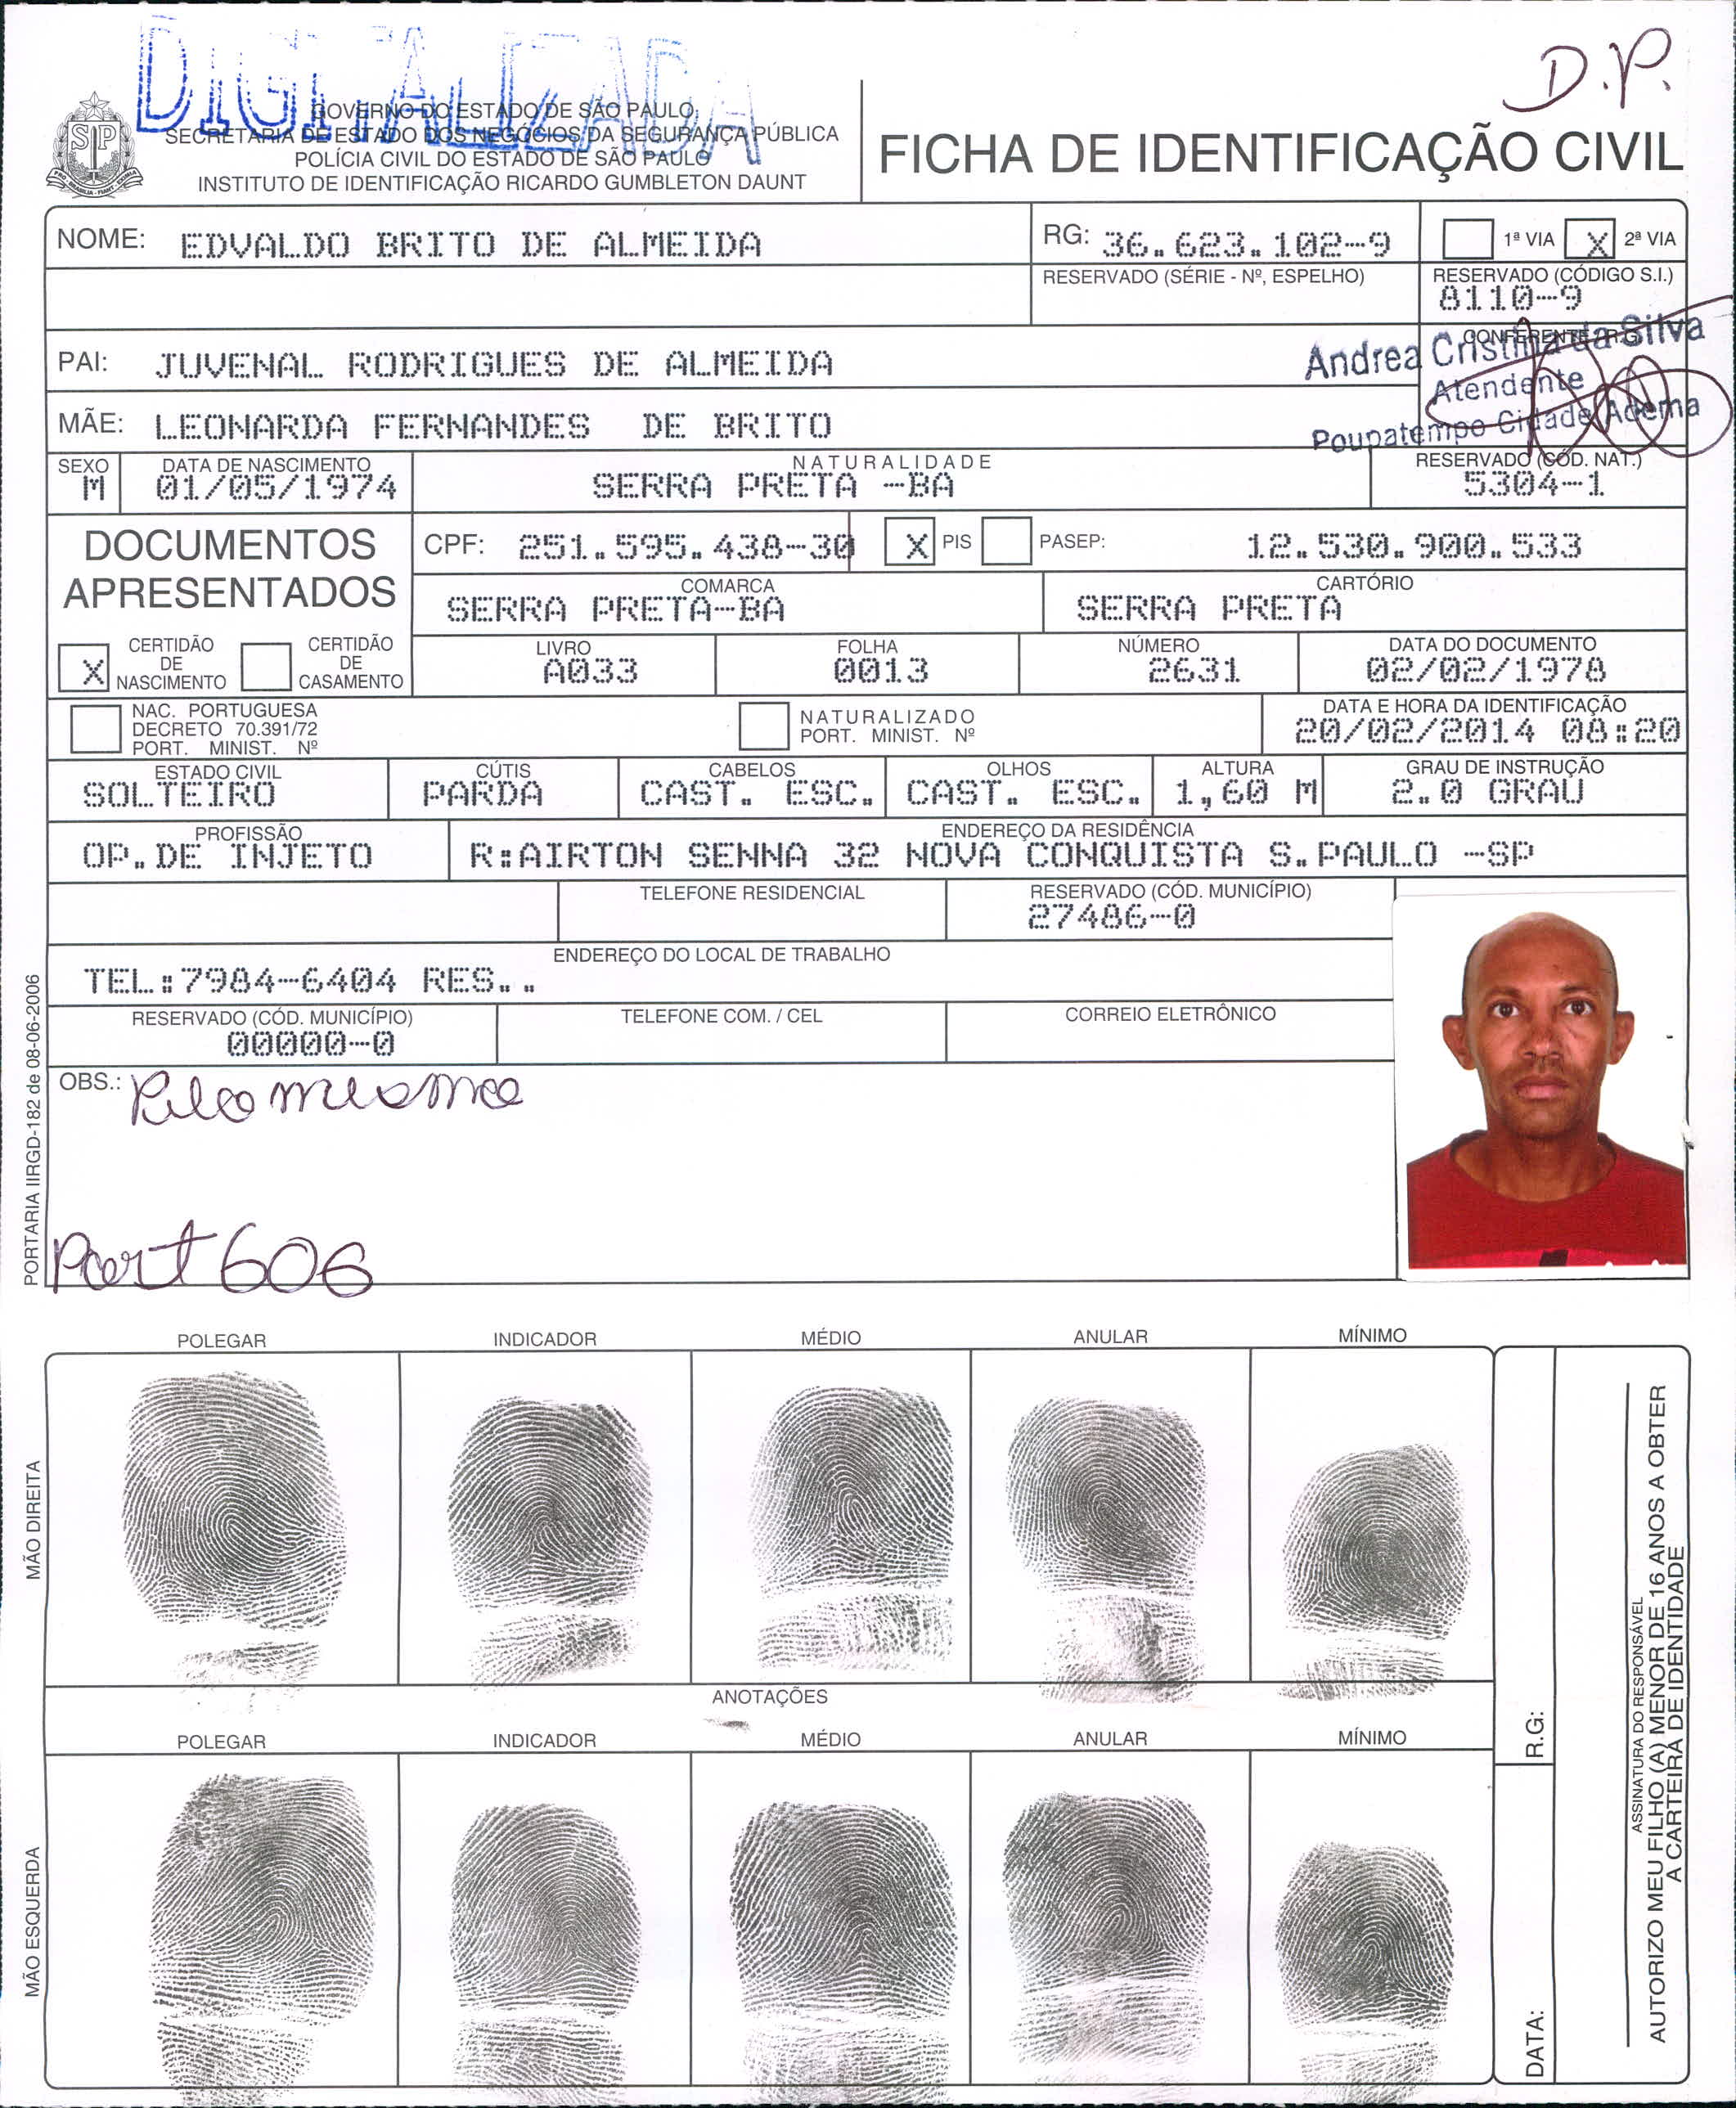 DIGITALIZADA
D.P.
GOVERNO DO ESTADO DE SÃO PAULO
SECRETARIA DE ESTADO DOS NEGÓCIOS DA SEGURANÇA PÚBLICA
POLÍCIA CIVIL DO ESTADO DE SÃO PAULO
INSTITUTO DE IDENTIFICAÇÃO RICARDO GUMBLETON DAUNT
FICHA DE IDENTIFICAÇÃO CIVIL
NOME: EDVALDO BRITO DE ALMEIDA
RG: 36.623.102-9
1ª VIA X 2ª VIA
RESERVADO (SÉRIE - Nº, ESPELHO)
RESERVADO (CÓDIGO S.I.)
8110-9
PAI: JUVENAL RODRIGUES DE ALMEIDA
CONFERENTE / R.G.
Andrea Cristina da Silva
Atendente
Poupatempo Cidade Adema
MÃE: LEONARDA FERNANDES DE BRITO
SEXO
M
DATA DE NASCIMENTO
01/05/1974
NATURALIDADE
SERRA PRETA -BA
RESERVADO (CÓD. NAT.)
5304-1
DOCUMENTOS
APRESENTADOS
CPF: 251.595.438-30
X PIS
PASEP: 12.530.900.533
COMARCA
SERRA PRETA-BA
CARTÓRIO
SERRA PRETA
X CERTIDÃO
DE
NASCIMENTO
CERTIDÃO
DE
CASAMENTO
LIVRO
A033
FOLHA
0013
NÚMERO
2631
DATA DO DOCUMENTO
02/02/1978
NAC. PORTUGUESA
DECRETO 70.391/72
PORT. MINIST. Nº
NATURALIZADO
PORT. MINIST. Nº
DATA E HORA DA IDENTIFICAÇÃO
20/02/2014 08:20
ESTADO CIVIL
SOLTEIRO
CÚTIS
PARDA
CABELOS
CAST. ESC.
OLHOS
CAST. ESC.
ALTURA
1,60 M
GRAU DE INSTRUÇÃO
2.0 GRAU
PROFISSÃO
OP.DE INJETO
ENDEREÇO DA RESIDÊNCIA
R:AIRTON SENNA 32 NOVA CONQUISTA S.PAULO -SP
TELEFONE RESIDENCIAL
RESERVADO (CÓD. MUNICÍPIO)
27486-0
ENDEREÇO DO LOCAL DE TRABALHO
TEL:7984-6404 RES..
RESERVADO (CÓD. MUNICÍPIO)
00000-0
TELEFONE COM. / CEL
CORREIO ELETRÔNICO
OBS.:
Port 606
PORTARIA IIRGD-182 de 08-06-2006
POLEGAR INDICADOR MÉDIO ANULAR MÍNIMO
MÃO DIREITA
ANOTAÇÕES
POLEGAR INDICADOR MÉDIO ANULAR MÍNIMO
MÃO ESQUERDA
R.G:
DATA:
ASSINATURA DO RESPONSÁVEL
AUTORIZO MEU FILHO (A) MENOR DE 16 ANOS A OBTER
A CARTEIRA DE IDENTIDADE